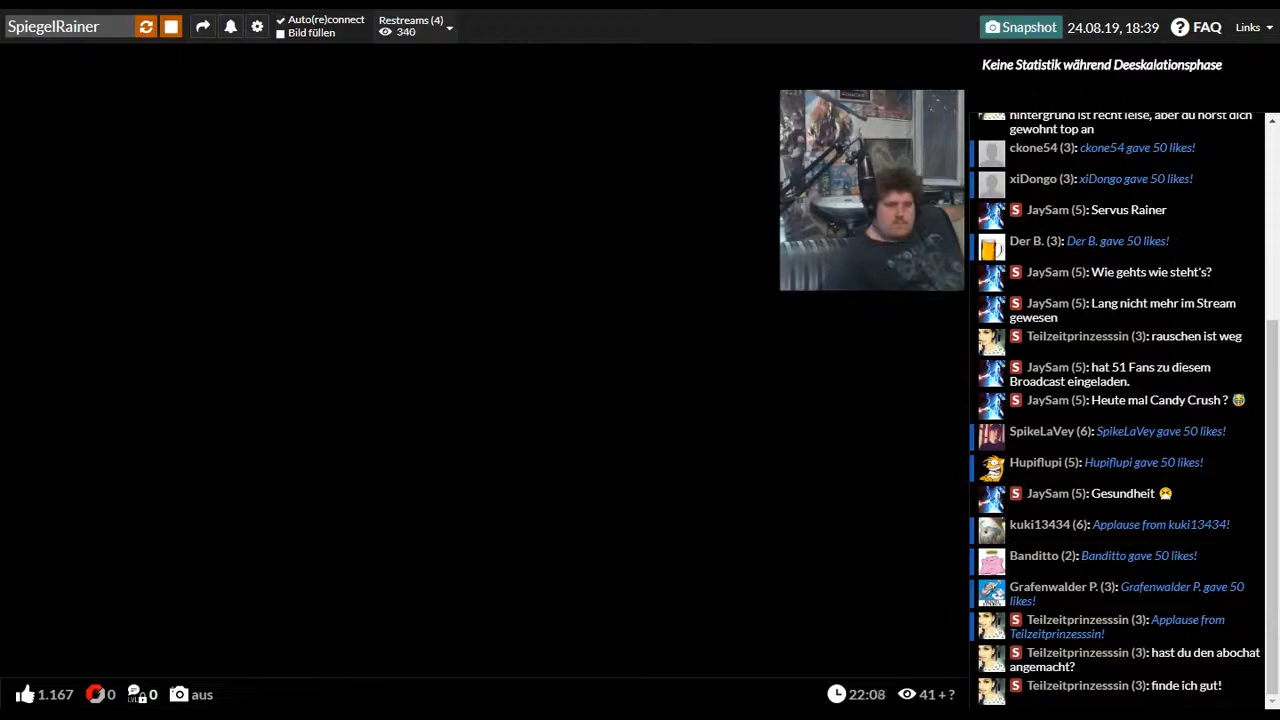 SpiegelRainer
Auto(re)connect
Bild füllen
Restreams (4)
340
Snapshot
24.08.19, 18:39
FAQ
Links
Keine Statistik während Deeskalationsphase
hintergrund ist recht leise, aber du hörst dich
gewohnt top an
ckone54 (3): ckone54 gave 50 likes!
xiDongo (3): xiDongo gave 50 likes!
S JaySam (5): Servus Rainer
Der B. (3): Der B. gave 50 likes!
S JaySam (5): Wie gehts wie steht's?
S JaySam (5): Lang nicht mehr im Stream
gewesen
S Teilzeitprinzesssin (3): rauschen ist weg
S JaySam (5): hat 51 Fans zu diesem
Broadcast eingeladen.
S JaySam (5): Heute mal Candy Crush ? 😭
SpikeLaVey (6): SpikeLaVey gave 50 likes!
Hupiflupi (5): Hupiflupi gave 50 likes!
S JaySam (5): Gesundheit 🤧
kuki13434 (6): Applause from kuki13434!
Banditto (2): Banditto gave 50 likes!
Grafenwalder P. (3): Grafenwalder P. gave 50
likes!
S Teilzeitprinzesssin (3): Applause from
Teilzeitprinzesssin!
S Teilzeitprinzesssin (3): hast du den abochat
angemacht?
S Teilzeitprinzesssin (3): finde ich gut!
1.167
0
LVL
0
aus
22:08
41 + ?